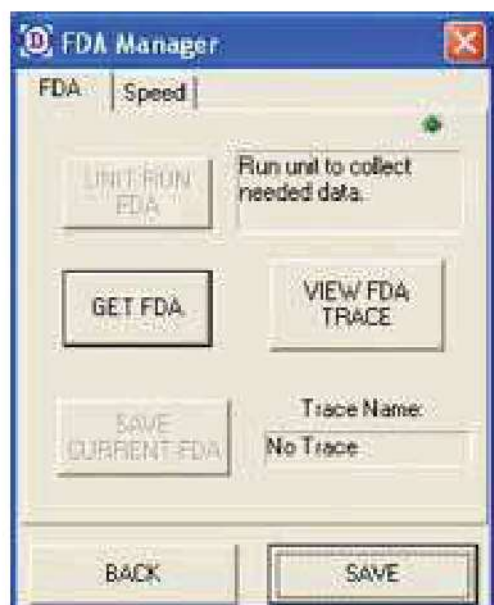 D FDA Manager
FDA Speed
UNIT RUN
FDA
Run unit to collect
needed data.
GET FDA
VIEW FDA
TRACE
SAVE
CURRENT FDA
Trace Name:
No Trace
BACK
SAVE